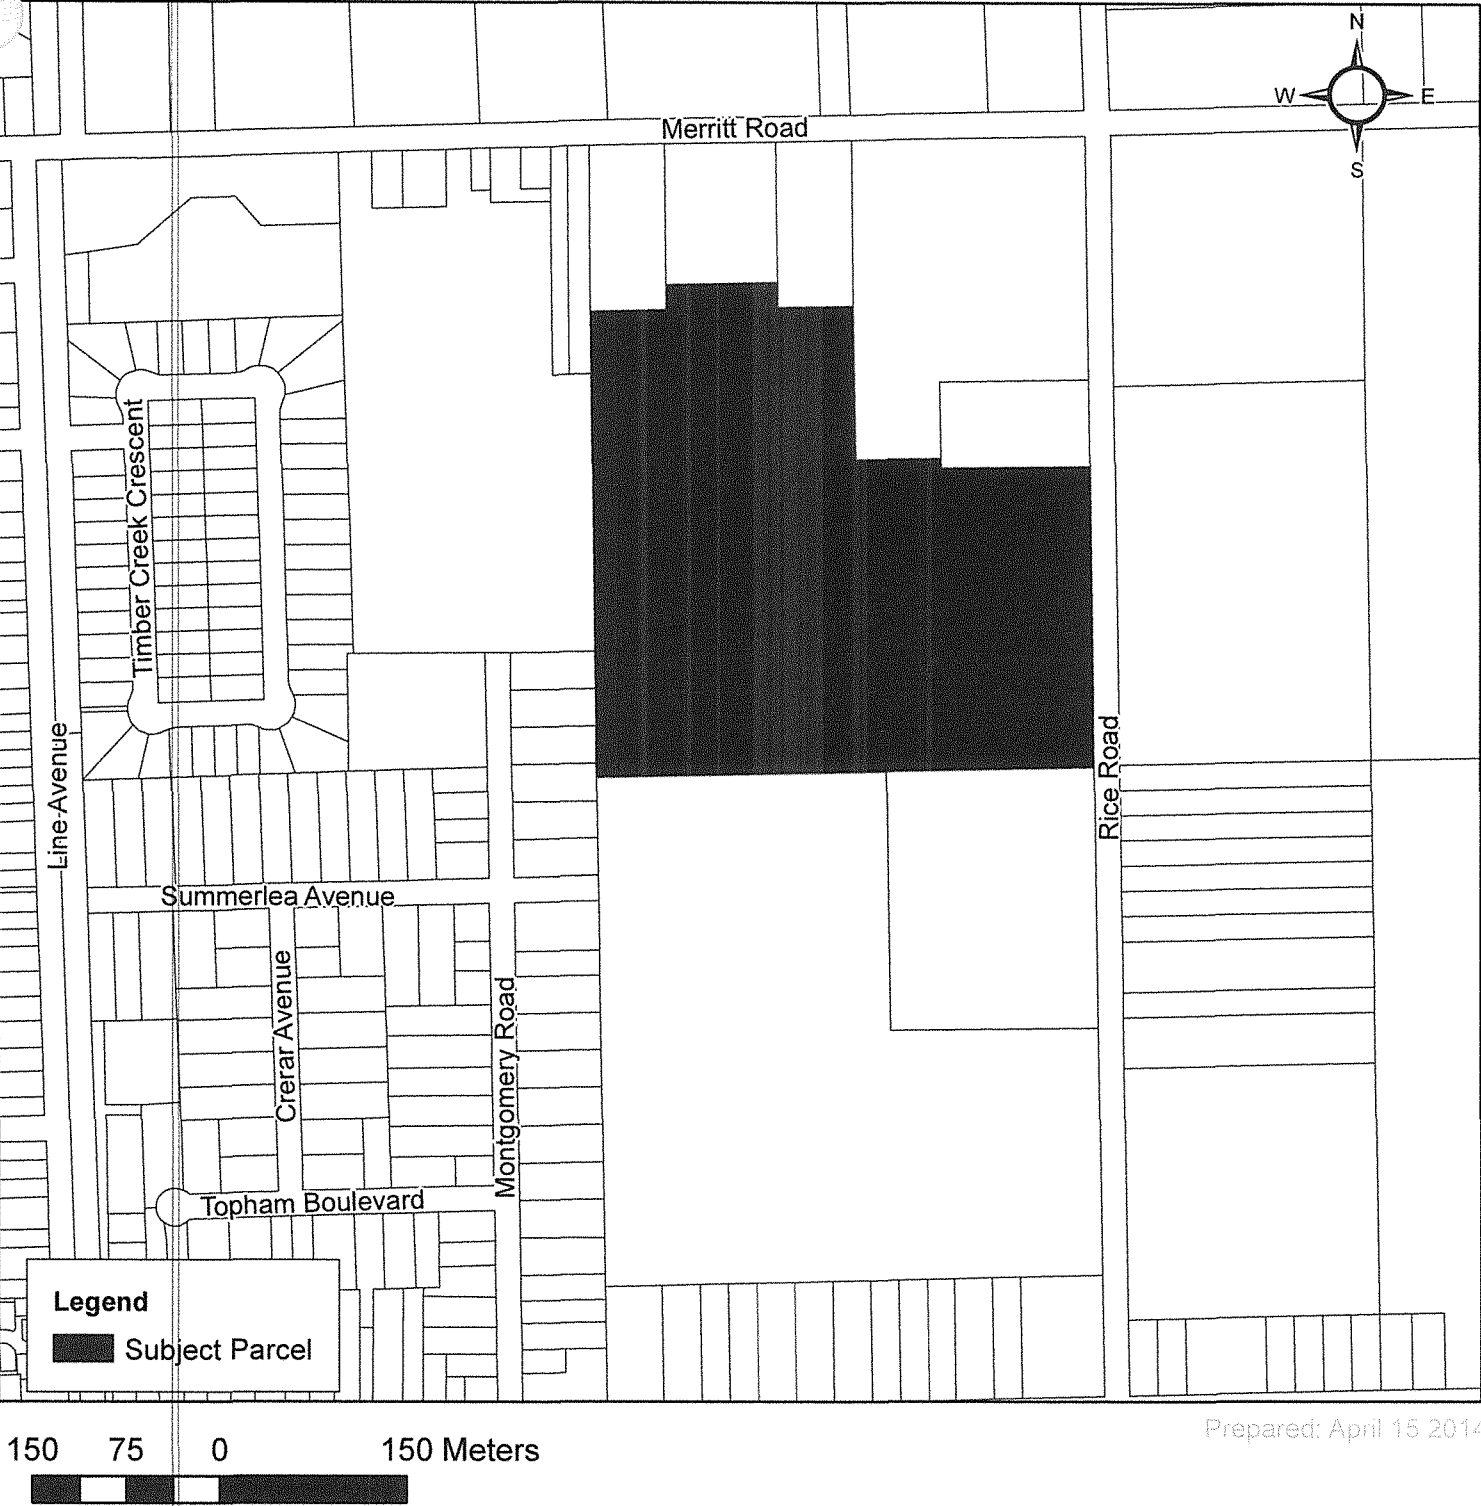 N
W E
S
Merritt Road
Timber Creek Crescent
Line Avenue
Rice Road
Summerlea Avenue
Crerar Avenue
Montgomery Road
Topham Boulevard
Legend
Subject Parcel
Prepared: April 15 2014
150 75 0 150 Meters